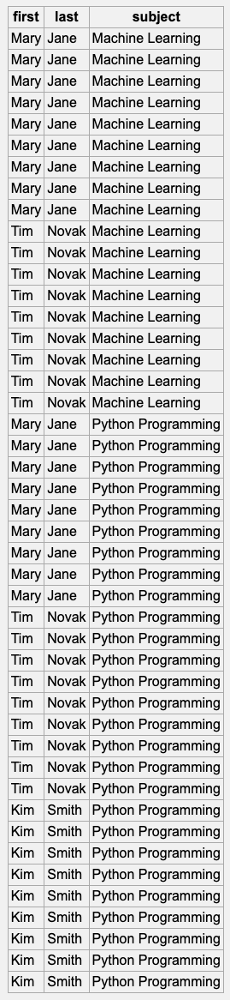 first last subject
Mary Jane Machine Learning
Mary Jane Machine Learning
Mary Jane Machine Learning
Mary Jane Machine Learning
Mary Jane Machine Learning
Mary Jane Machine Learning
Mary Jane Machine Learning
Mary Jane Machine Learning
Mary Jane Machine Learning
Tim Novak Machine Learning
Tim Novak Machine Learning
Tim Novak Machine Learning
Tim Novak Machine Learning
Tim Novak Machine Learning
Tim Novak Machine Learning
Tim Novak Machine Learning
Tim Novak Machine Learning
Tim Novak Machine Learning
Mary Jane Python Programming
Mary Jane Python Programming
Mary Jane Python Programming
Mary Jane Python Programming
Mary Jane Python Programming
Mary Jane Python Programming
Mary Jane Python Programming
Mary Jane Python Programming
Mary Jane Python Programming
Tim Novak Python Programming
Tim Novak Python Programming
Tim Novak Python Programming
Tim Novak Python Programming
Tim Novak Python Programming
Tim Novak Python Programming
Tim Novak Python Programming
Tim Novak Python Programming
Tim Novak Python Programming
Kim Smith Python Programming
Kim Smith Python Programming
Kim Smith Python Programming
Kim Smith Python Programming
Kim Smith Python Programming
Kim Smith Python Programming
Kim Smith Python Programming
Kim Smith Python Programming
Kim Smith Python Programming